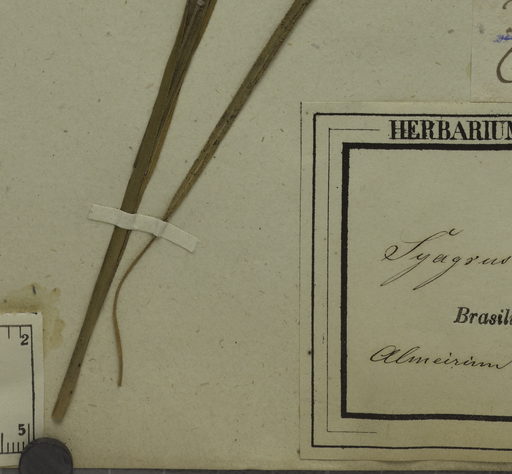 HERBARIUM
Syagrus
Brasil
Almeirim
2
5